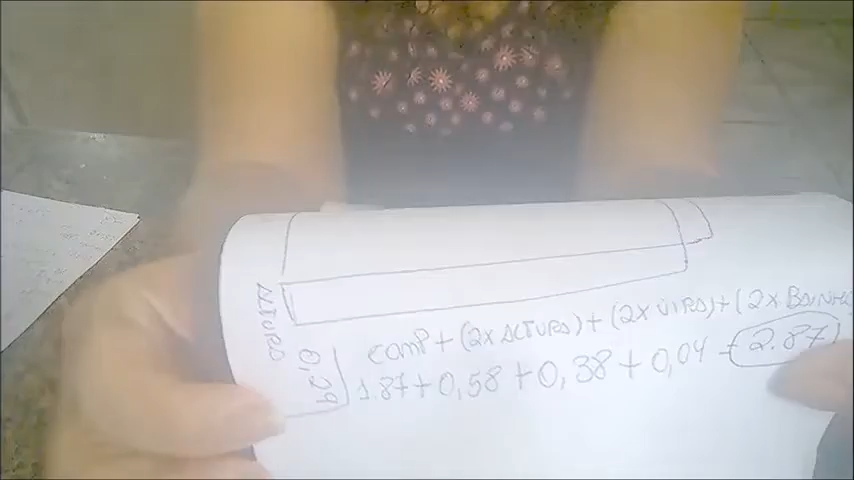 ALTURA
0,29
COMP + (2X ALTURA) + (2X VIRA) + (2X BAINHA
1.87 + 0,58 + 0,38 + 0,04 = 2.87